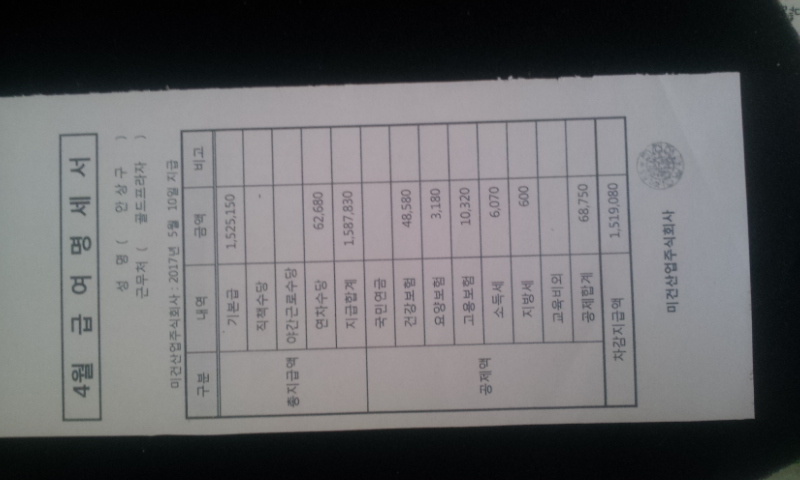 4월 급여명세서
성 명 ( 안상구 )
근무처 ( 골드프라자 )
미건산업주식회사 : 2017년 5월 10일 지급
구분 내역 금액 비고
총지급액
기본급 1,525,150
직책수당 -
야간근로수당
연차수당 62,680
지급합계 1,587,830
공제액
국민연금
건강보험 48,580
요양보험 3,180
고용보험 10,320
소득세 6,070
지방세 600
교육비외
공제합계 68,750
차감지급액 1,519,080
미건산업주식회사